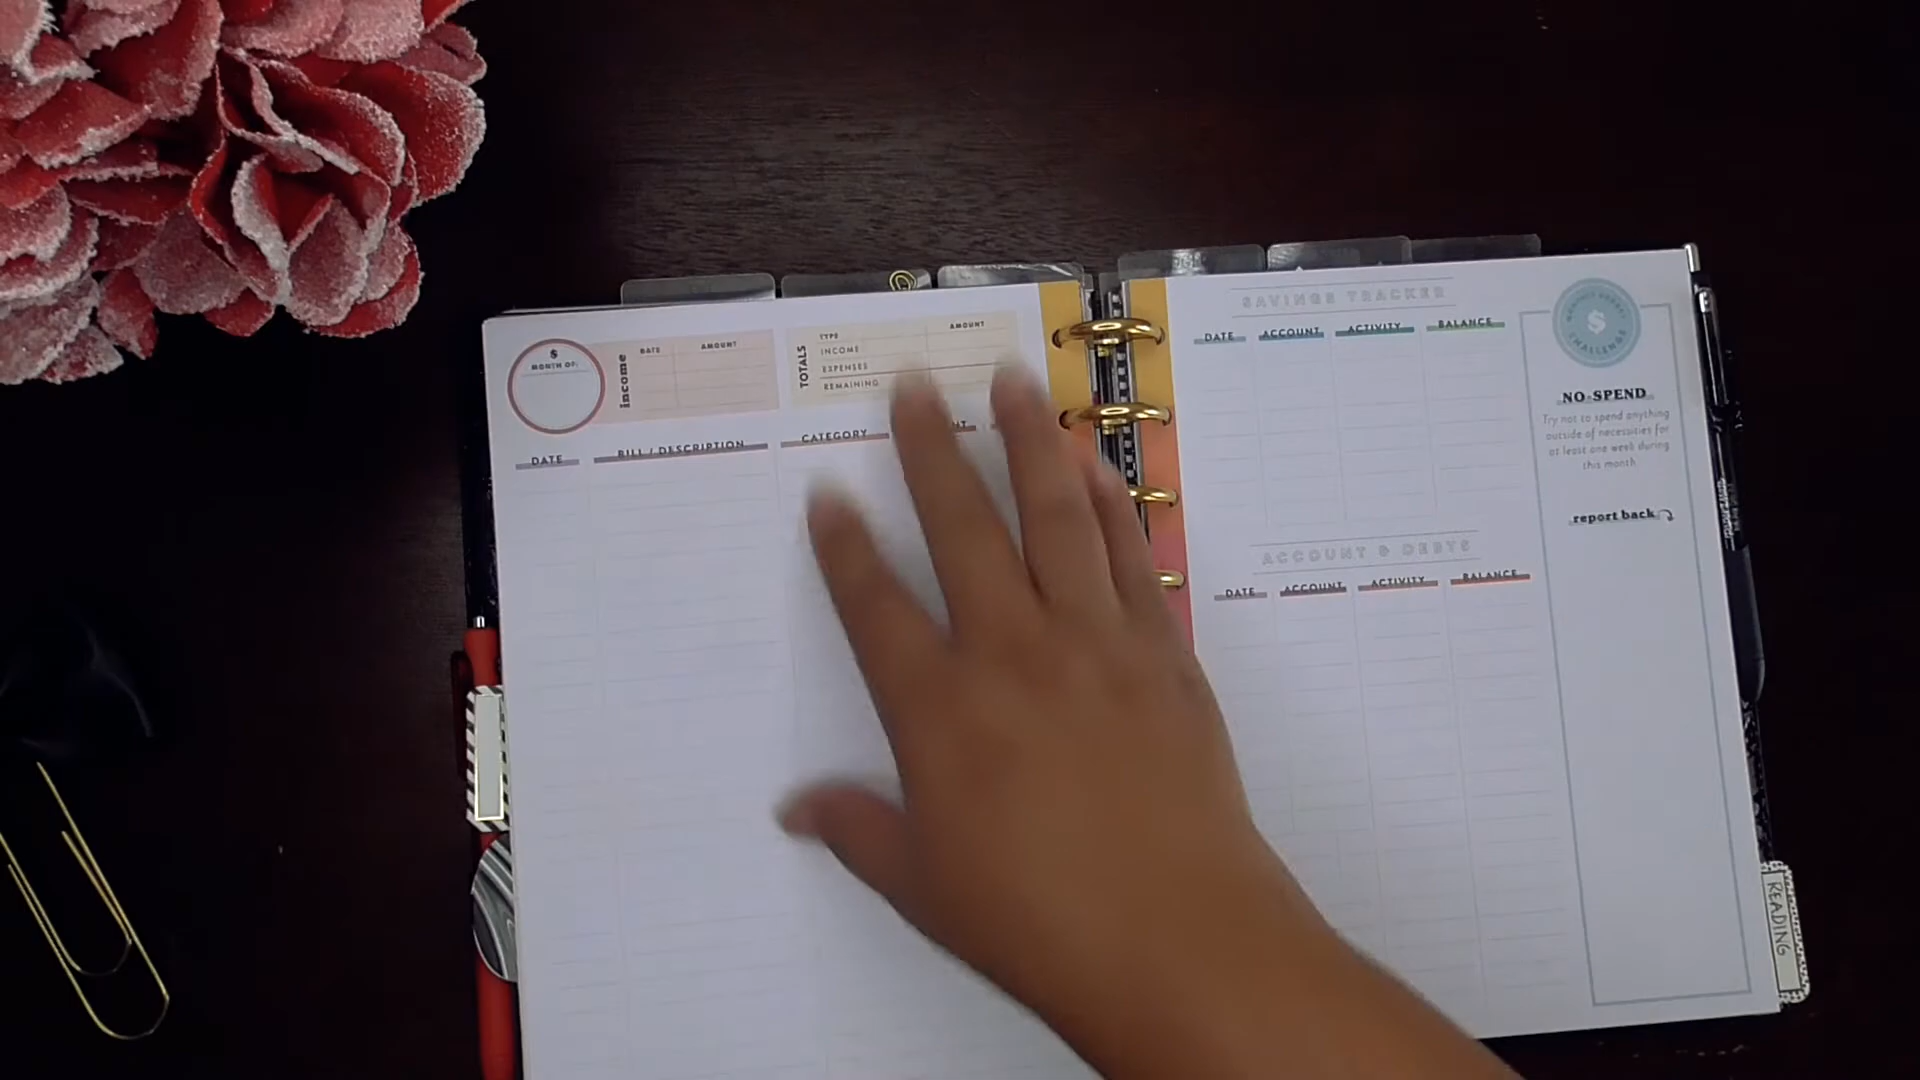 $
MONTH OF:
income
DATE
AMOUNT
TOTALS
TYPE
AMOUNT
INCOME
EXPENSES
REMAINING
DATE
BILL / DESCRIPTION
CATEGORY
SAVINGS TRACKER
DATE
ACCOUNT
ACTIVITY
BALANCE
ACCOUNT & DEBTS
DATE
ACCOUNT
ACTIVITY
BALANCE
$
CHALLENGE
NO-SPEND
Try not to spend anything
outside of necessities for
at least one week during
this month
report back
READING